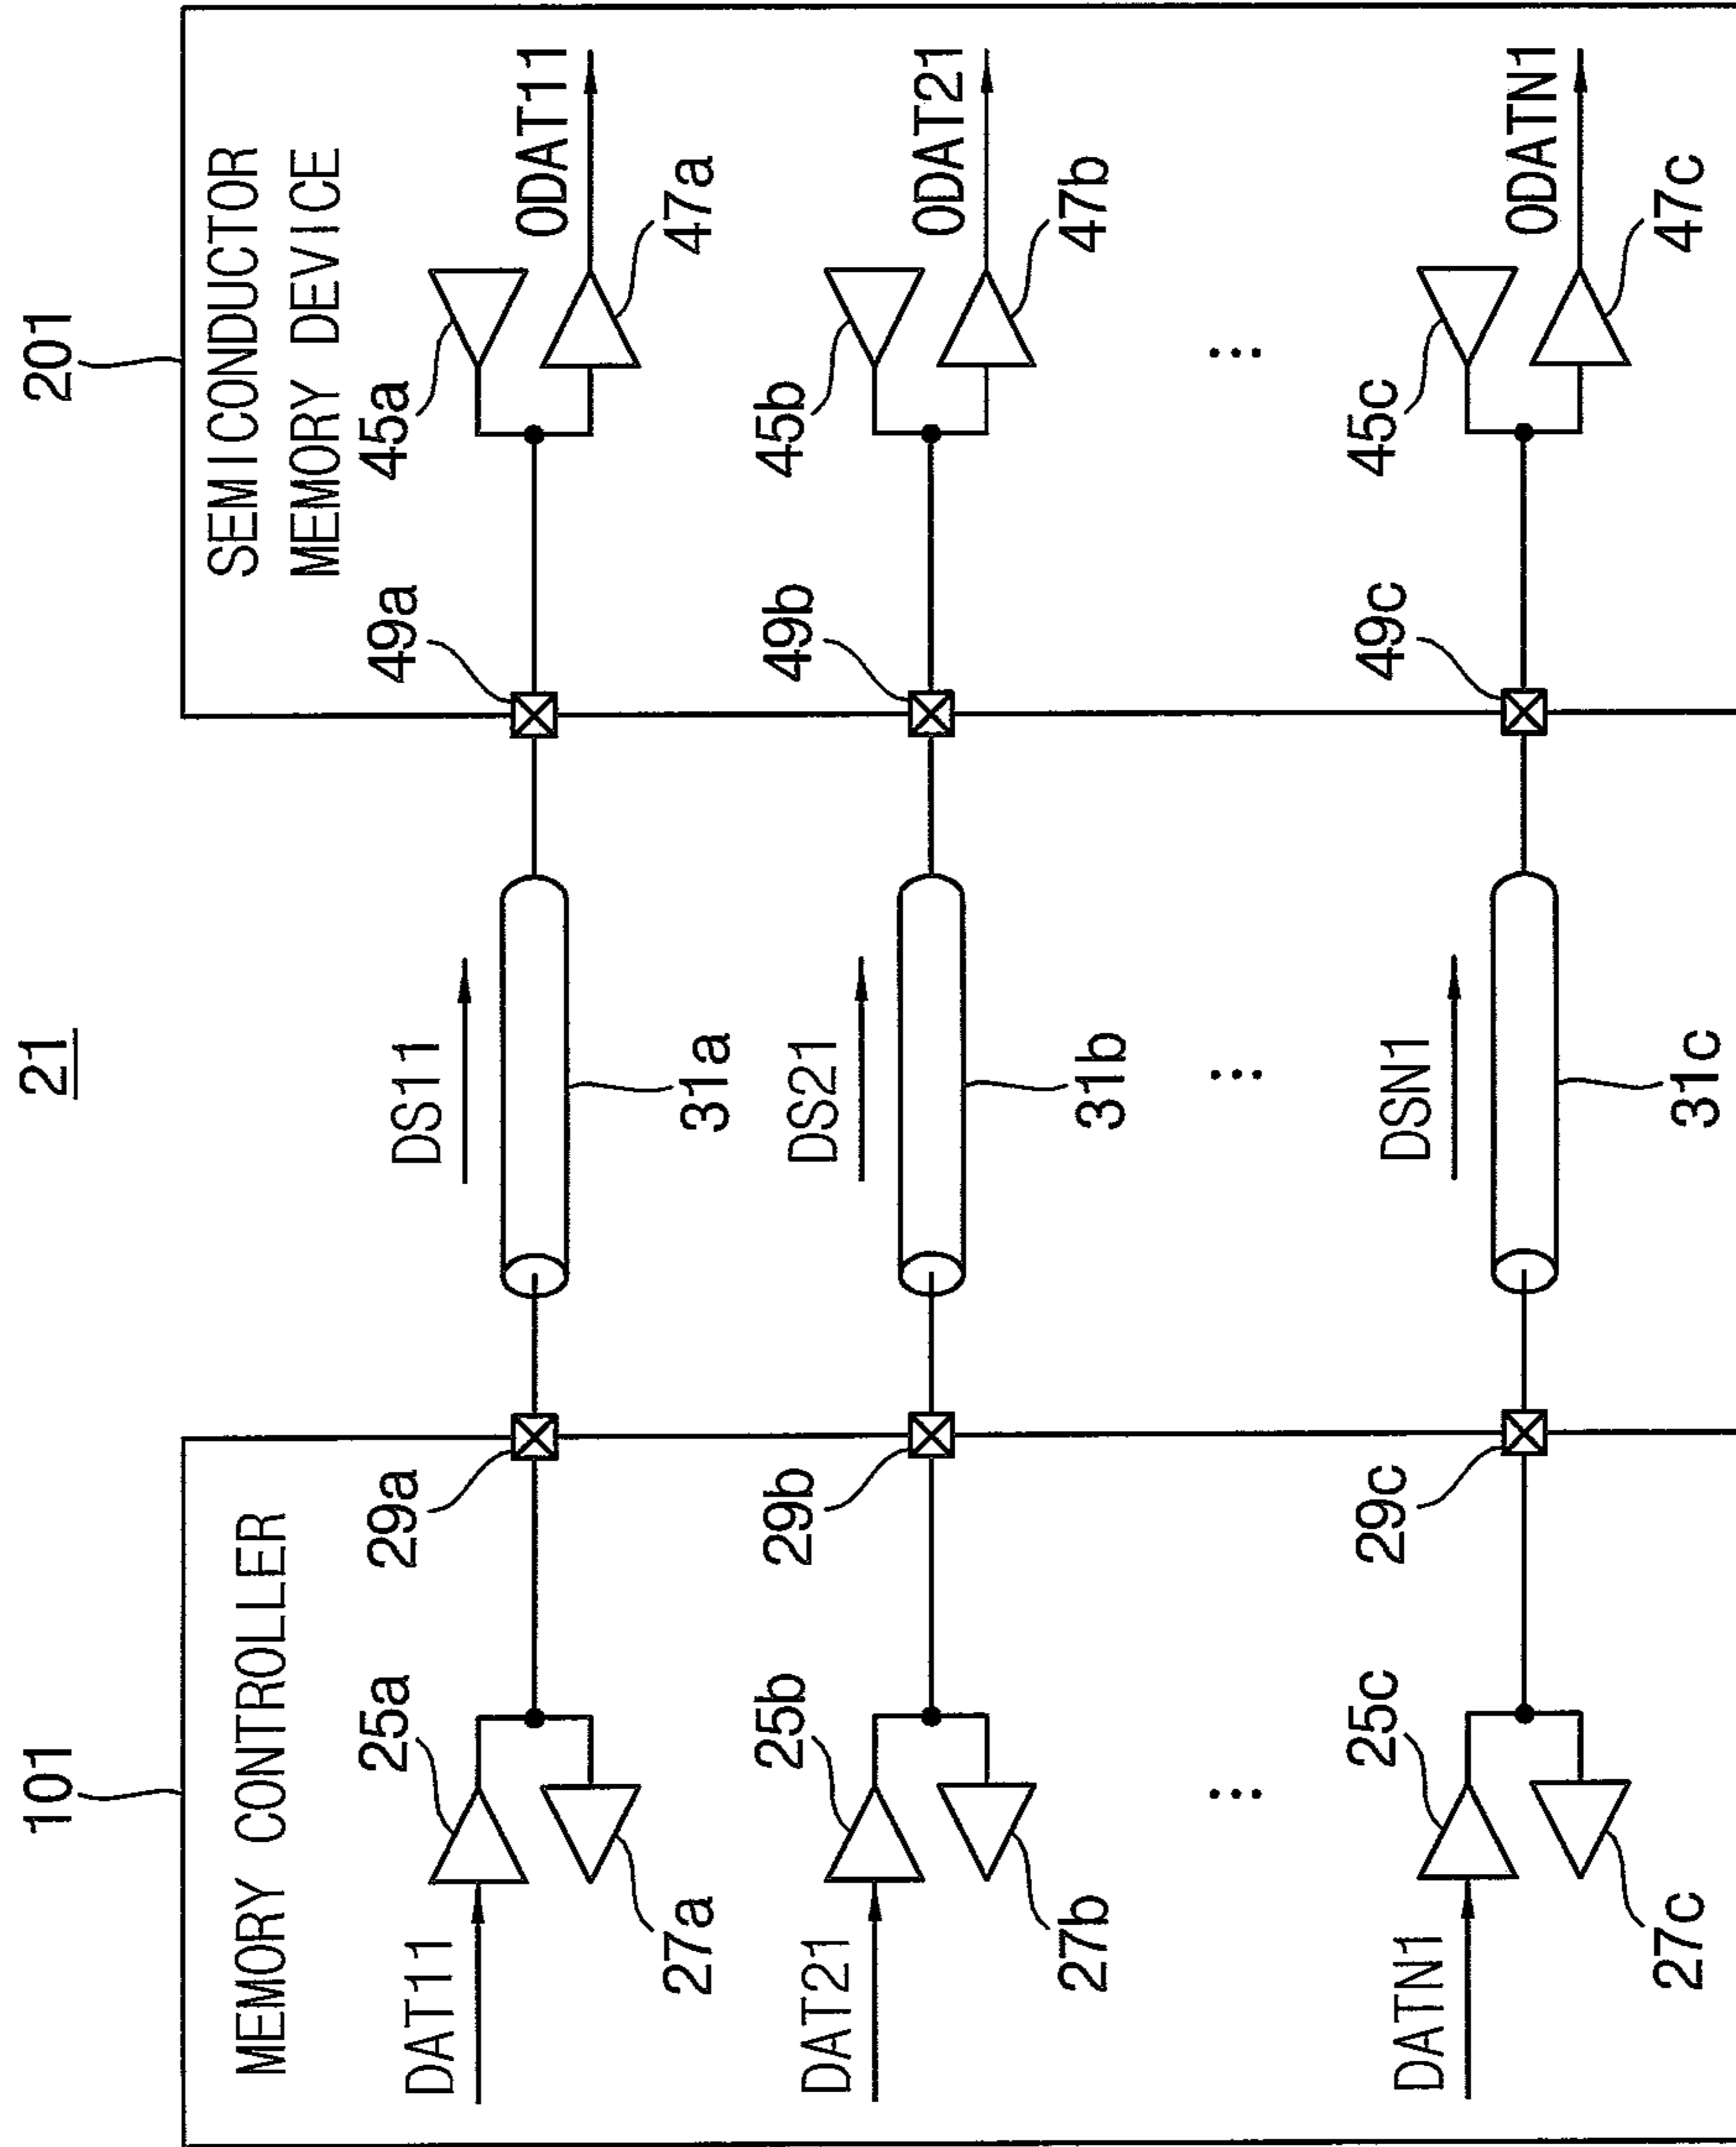 21
101
201
MEMORY CONTROLLER
SEMICONDUCTOR
MEMORY DEVICE
DAT11
25a
29a
DS11
49a
45a
ODAT11
27a
31a
47a
DAT21
25b
29b
DS21
49b
45b
ODAT21
27b
31b
47b
DATN1
25c
29c
DSN1
49c
45c
ODATN1
27c
31c
47c